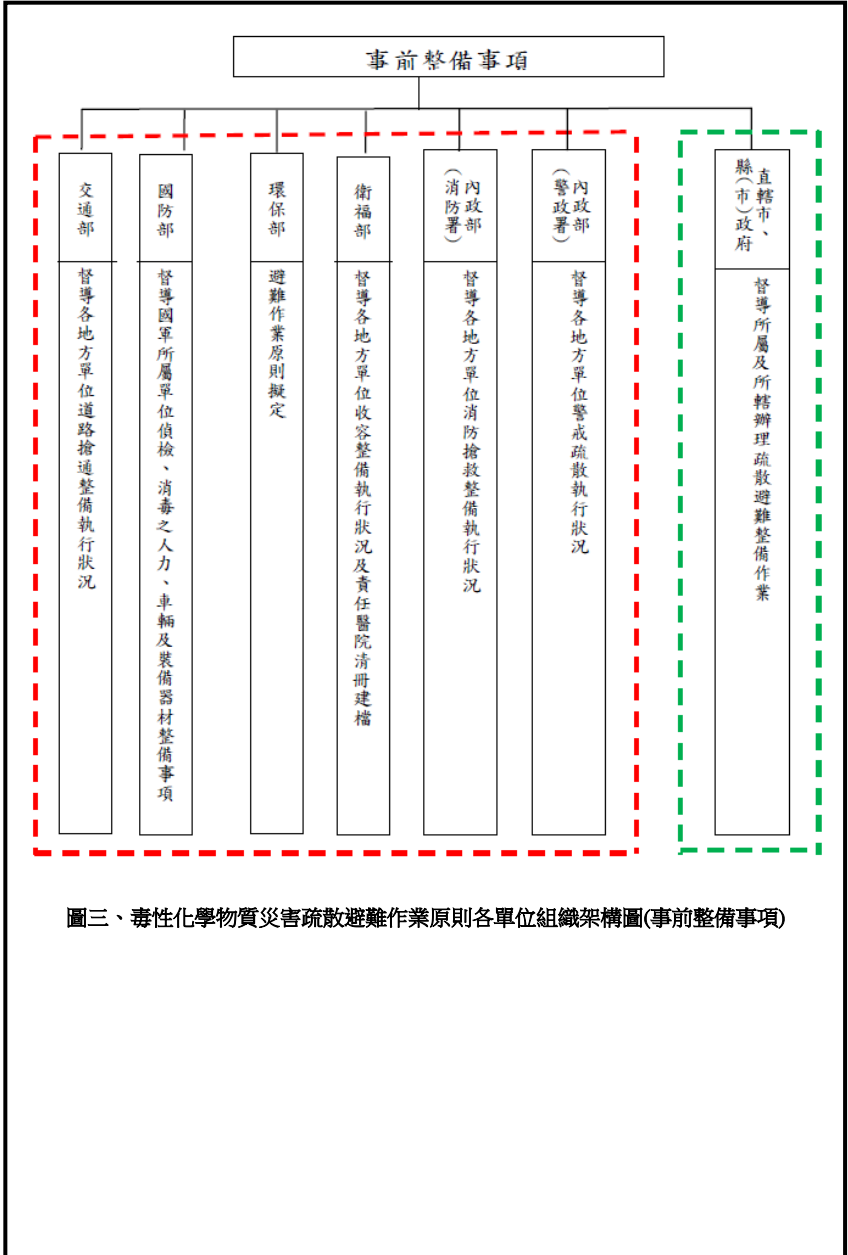 事前整備事項
交通部
督導各地方單位道路搶通整備執行狀況
國防部
督導國軍所屬單位偵檢、消毒之人力、車輛及裝備器材整備事項
環保部
避難作業原則擬定
衛福部
督導各地方單位收容整備執行狀況及責任醫院清冊建檔
內政部
(消防署)
督導各地方單位消防搶救整備執行狀況
內政部
(警政署)
督導各地方單位警戒疏散執行狀況
直轄市、
縣(市)政府
督導所屬及所轄辦理疏散避難整備作業
圖三、毒性化學物質災害疏散避難作業原則各單位組織架構圖(事前整備事項)